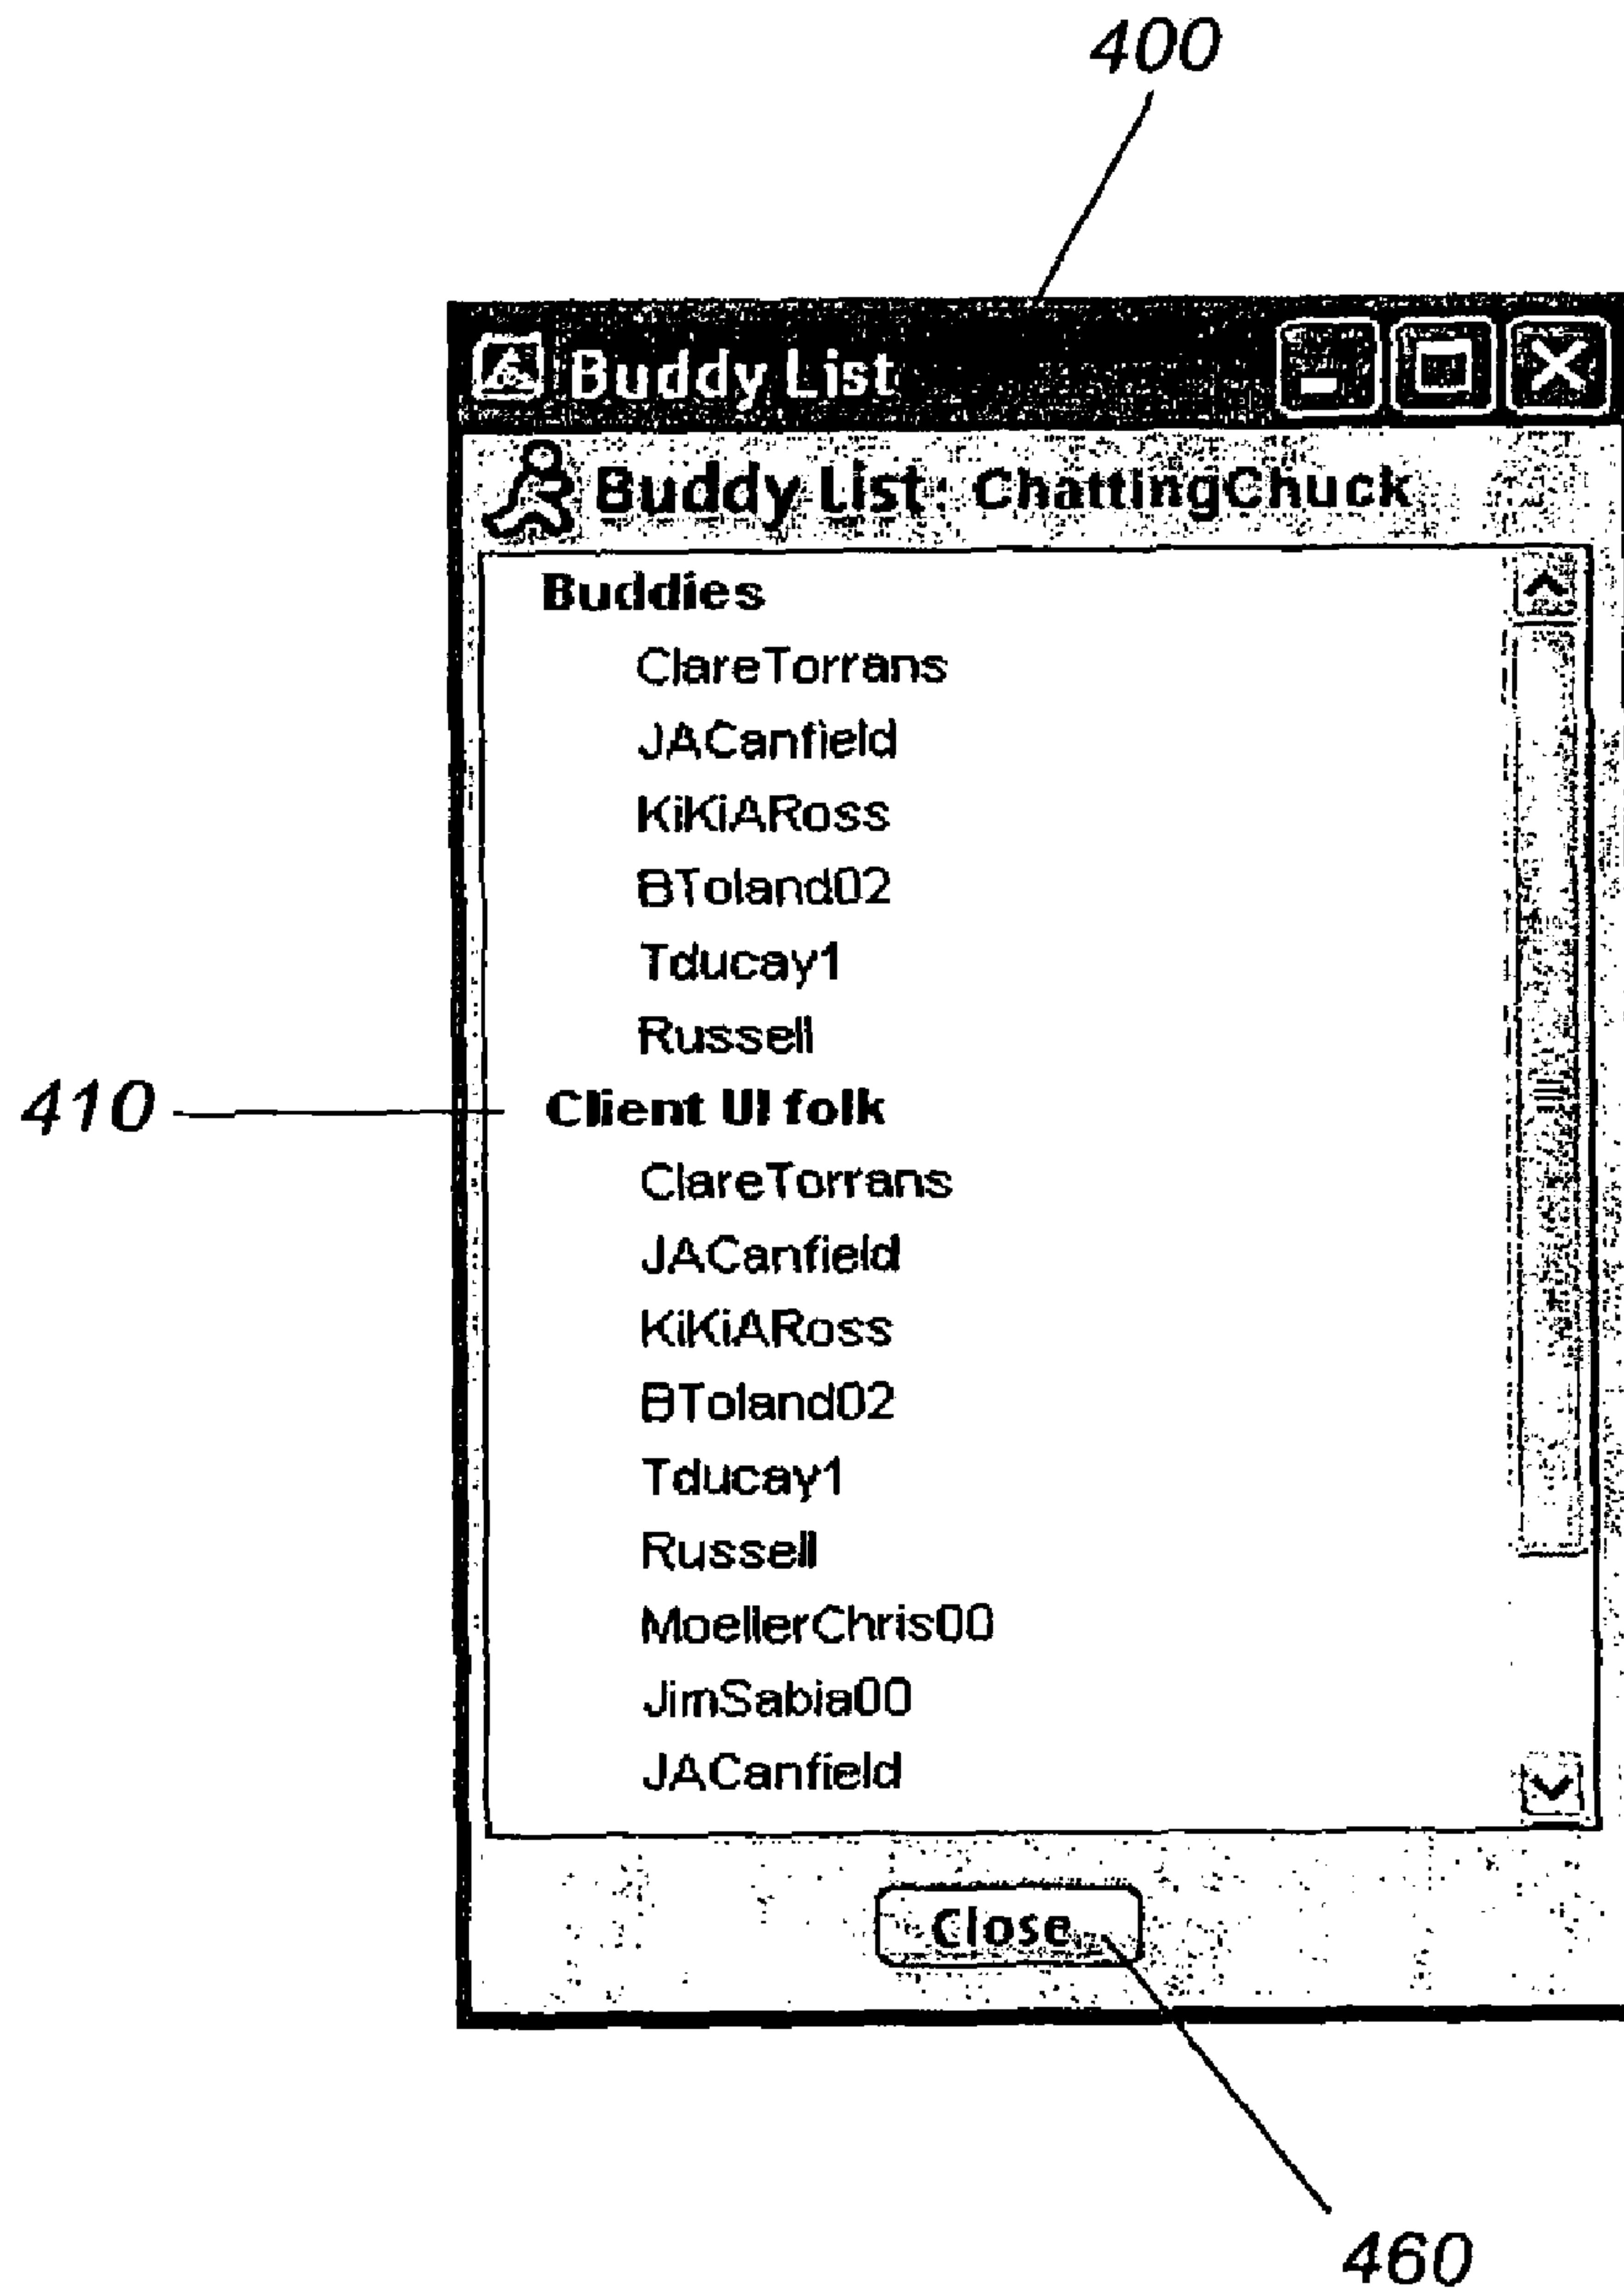 400
Buddy List
Buddy List: ChattingChuck
Buddies
ClareTorrans
JACanfield
KiKiARoss
BToland02
Tducay1
Russell
410
Client UI folk
ClareTorrans
JACanfield
KiKiARoss
BToland02
Tducay1
Russell
MoellerChris00
JimSabia00
JACanfield
Close
460